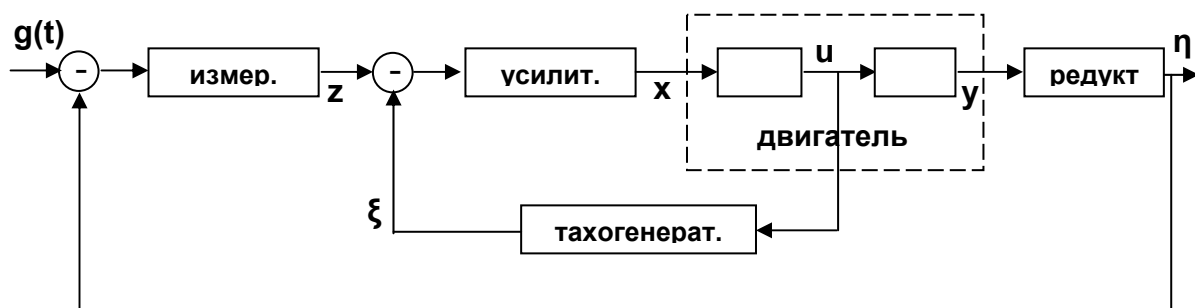 g(t)
-
измер.
z
-
усилит.
x
u
y
редукт
η
двигатель
ξ
тахогенерат.